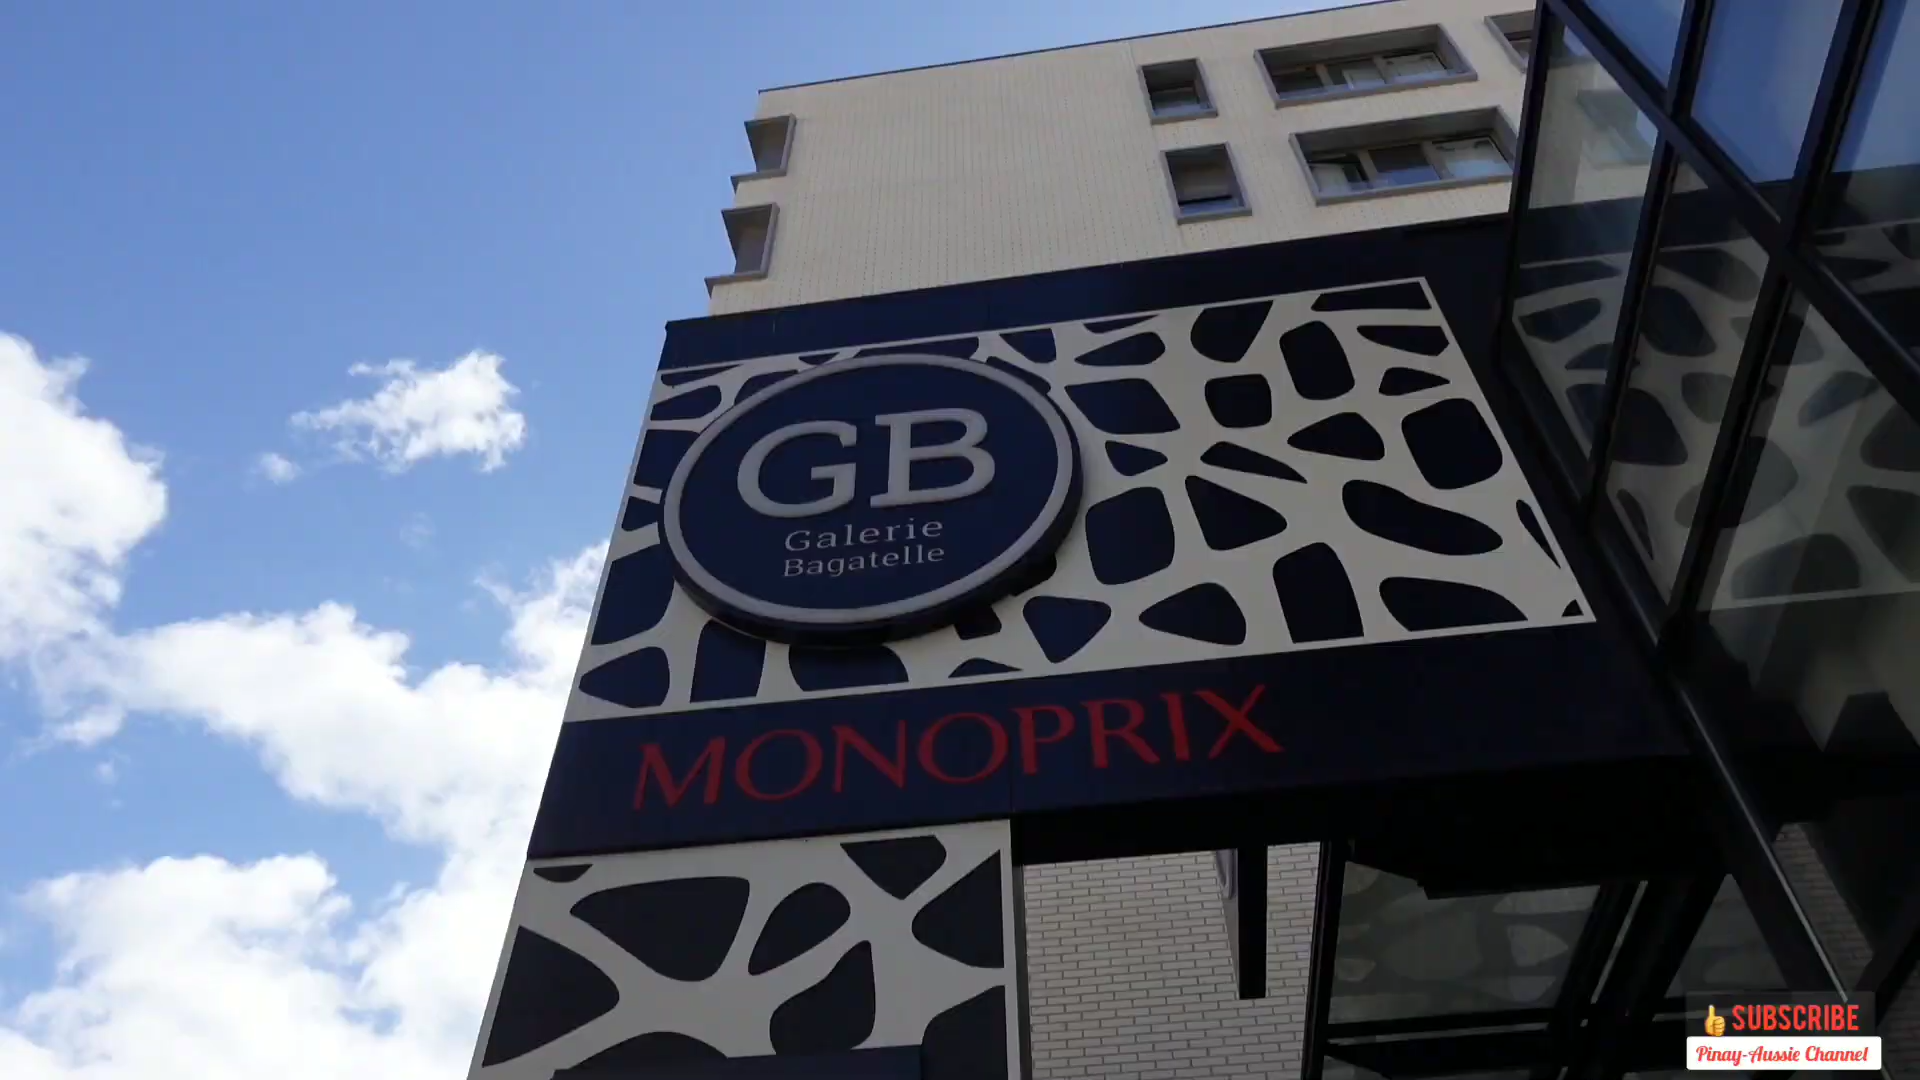 GB
Galerie
Bagatelle
MONOPRIX
SUBSCRIBE
Pinay-Aussie Channel